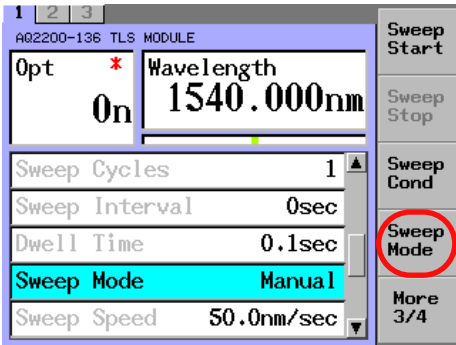 1 2 3
AQ2200-136 TLS MODULE
Opt *
On
Wavelength
1540.000nm
Sweep Cycles 1
Sweep Interval 0sec
Dwell Time 0.1sec
Sweep Mode Manual
Sweep Speed 50.0nm/sec
Sweep
Start
Sweep
Stop
Sweep
Cond
Sweep
Mode
More
3/4